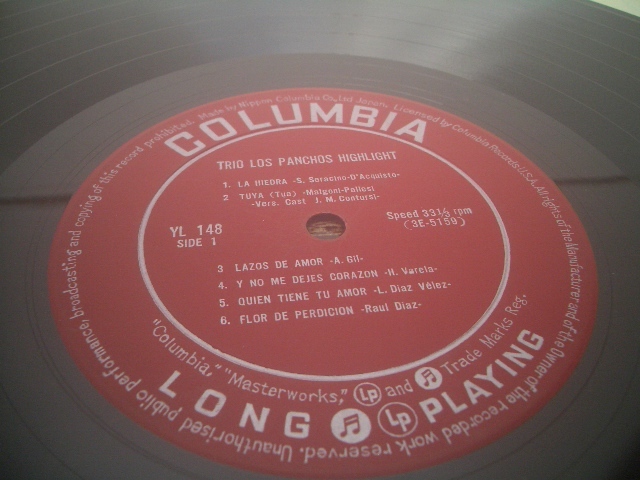 COLUMBIA
TRIO LOS PANCHOS HIGHLIGHT
1. LA HIEDRA -S. Saracino-D'Acquisto-
2 TUYA (Tua) -Malgoni-Pallesi
-Vers. Cast J. M. Contursi-
YL 148
SIDE 1
Speed 33⅓ rpm
(3E-5159)
3 LAZOS DE AMOR -A. Gil-
4. Y NO ME DEJES CORAZON -H. Varela-
5. QUIEN TIENE TU AMOR -L. Diaz Vélez-
6. FLOR DE PERDICION -Raul Diaz-
"Columbia," "Masterworks," Lp and Trade Marks Reg.
LONG Lp PLAYING
Made by Nippon Columbia Co., Ltd. Japan. Licensed by Columbia Records U.S.A. All rights of the Manufacturer and of the Owner of the recorded work reserved. Unauthorised public performance, broadcasting and copying of this record prohibited.